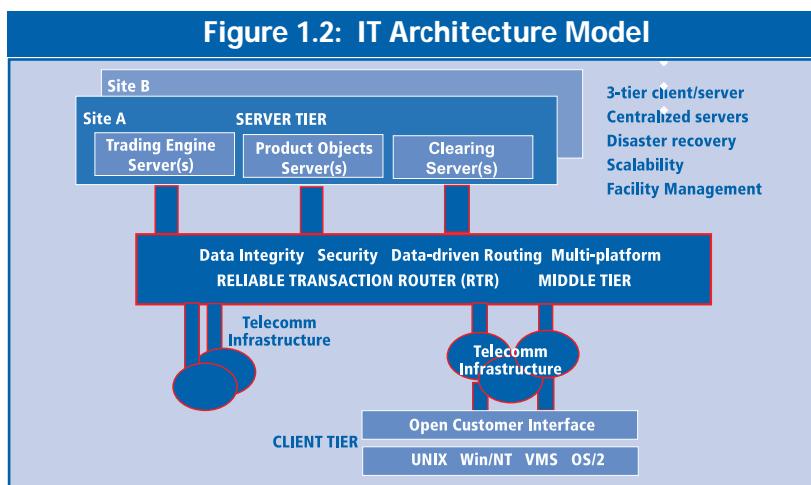 Figure 1.2: IT Architecture Model
Site B
Site A SERVER TIER
Trading Engine
Server(s)
Product Objects
Server(s)
Clearing
Server(s)
3-tier client/server
Centralized servers
Disaster recovery
Scalability
Facility Management
Data Integrity Security Data-driven Routing Multi-platform
RELIABLE TRANSACTION ROUTER (RTR) MIDDLE TIER
Telecomm
Infrastructure
Telecomm
Infrastructure
CLIENT TIER
Open Customer Interface
UNIX Win/NT VMS OS/2